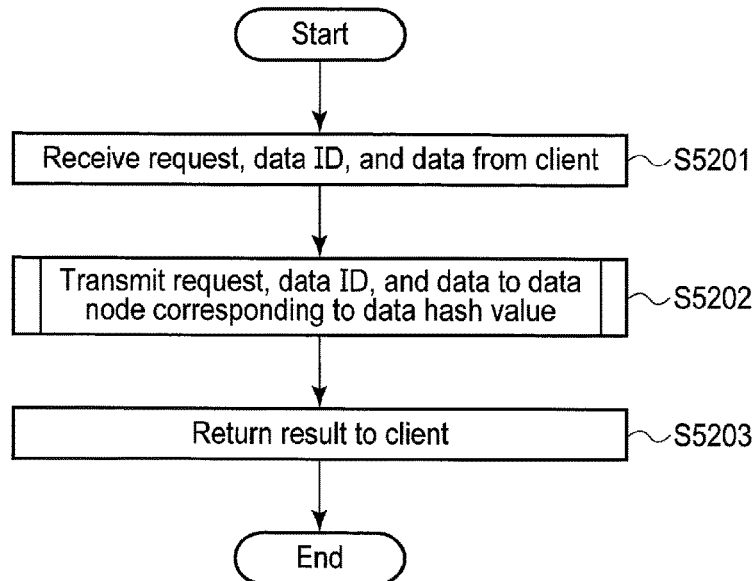 Start
Receive request, data ID, and data from client
S5201
Transmit request, data ID, and data to data
node corresponding to data hash value
S5202
Return result to client
S5203
End